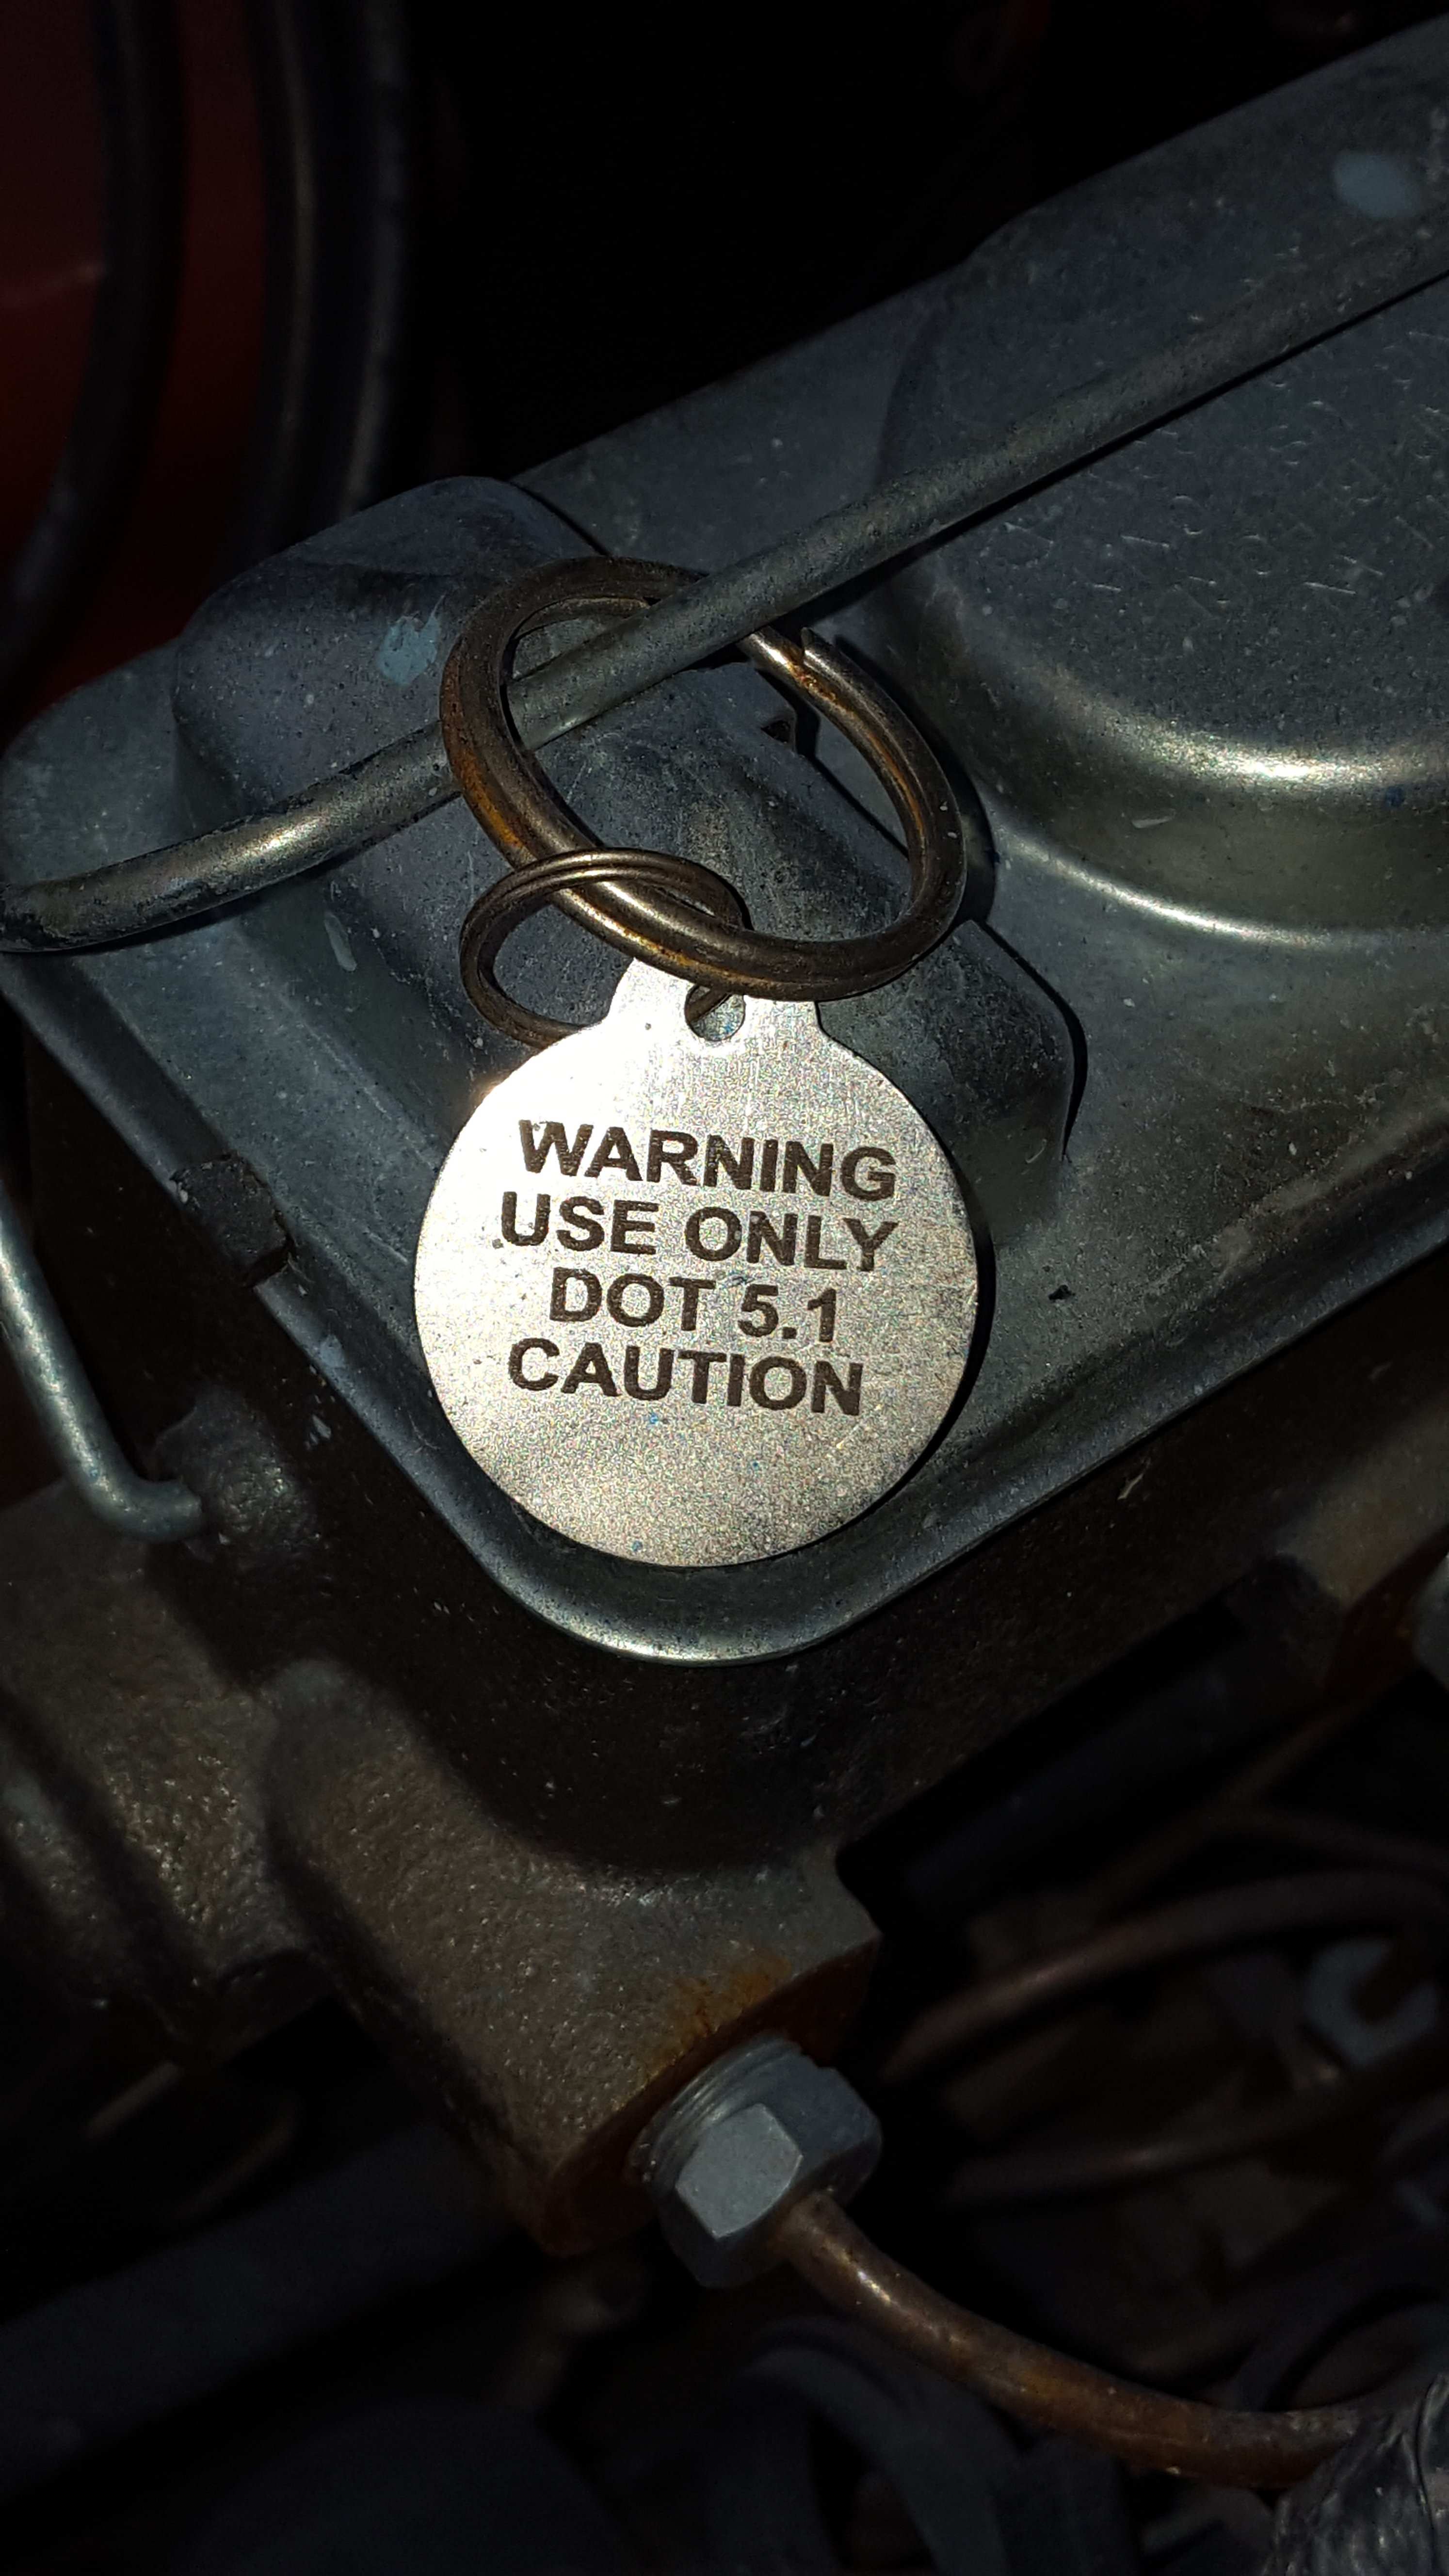 WARNING
USE ONLY
DOT 5.1
CAUTION